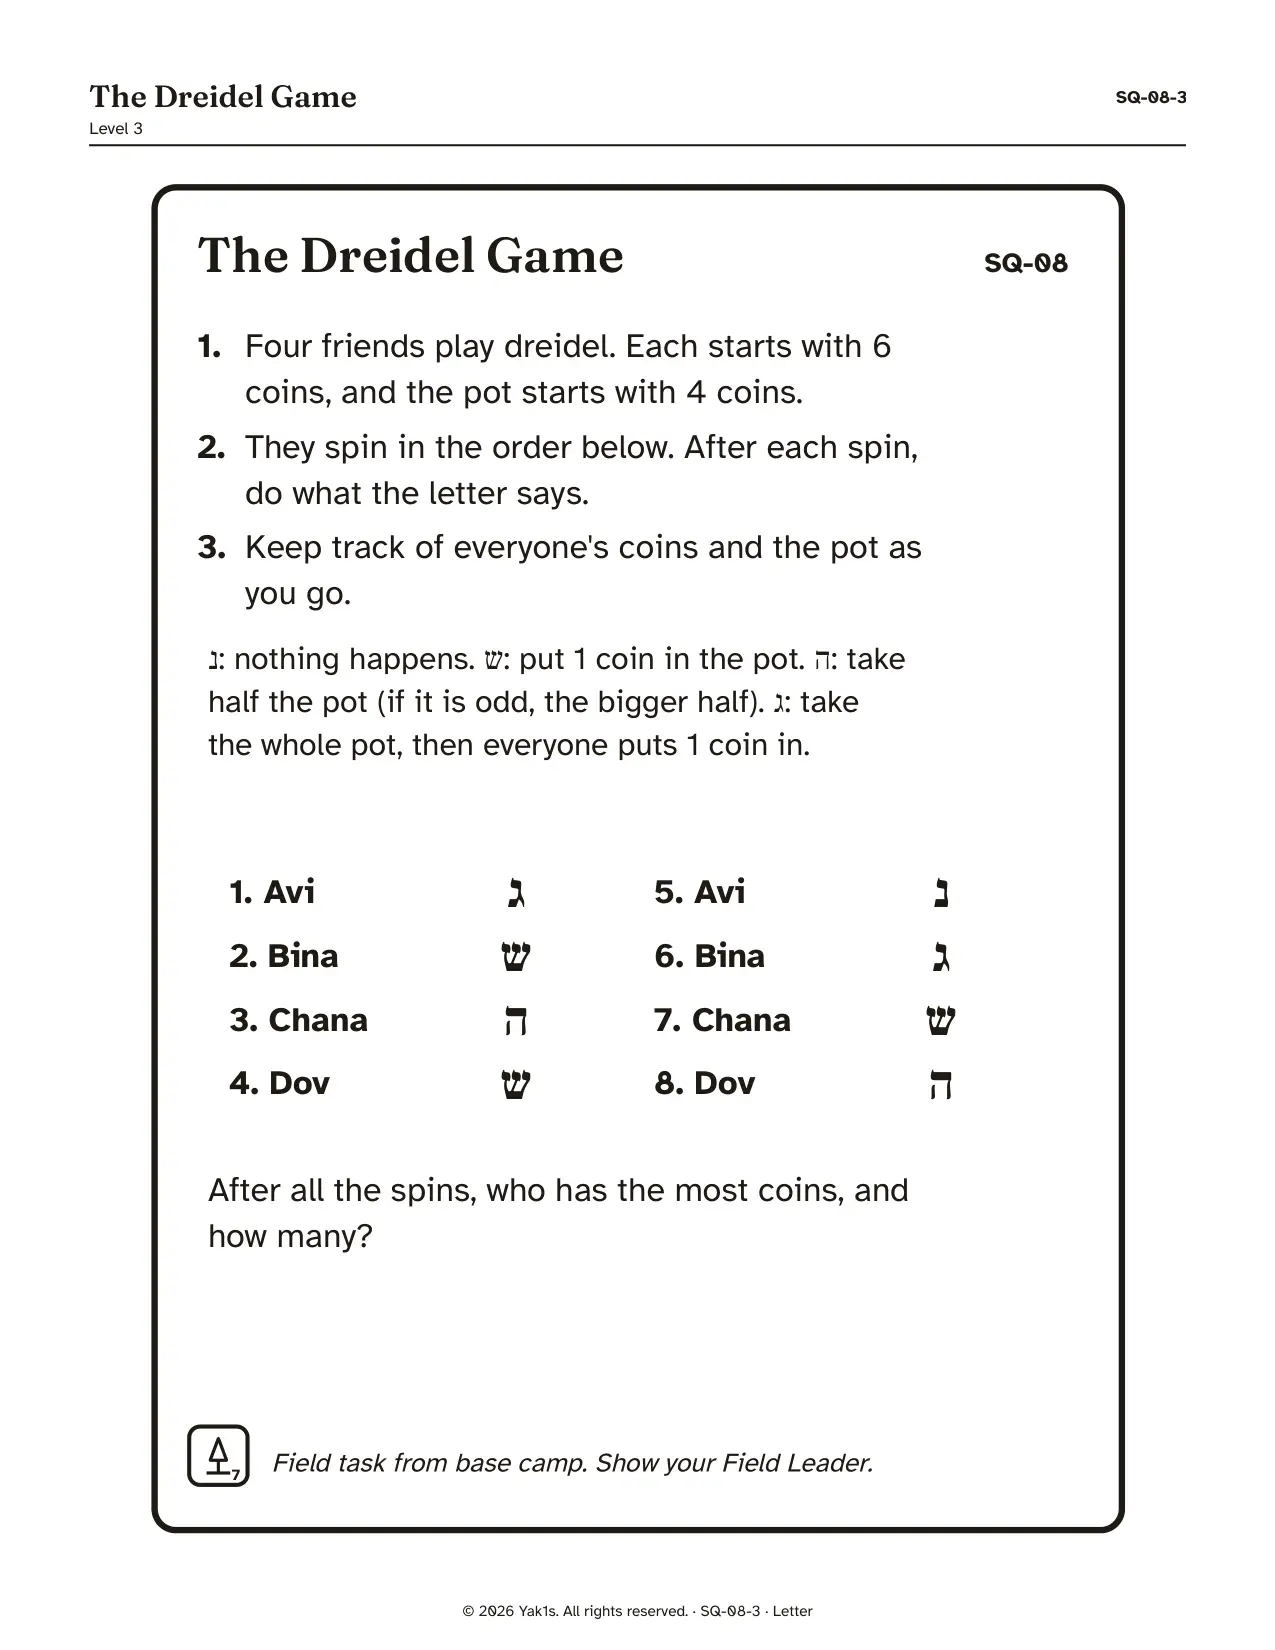 The Dreidel Game
SQ-08-3
Level 3
The Dreidel Game
SQ-08
1. Four friends play dreidel. Each starts with 6
coins, and the pot starts with 4 coins.
2. They spin in the order below. After each spin,
do what the letter says.
3. Keep track of everyone's coins and the pot as
you go.
נ: nothing happens. ש: put 1 coin in the pot. ה: take
half the pot (if it is odd, the bigger half). ג: take
the whole pot, then everyone puts 1 coin in.
1. Avi ג
2. Bina ש
3. Chana ה
4. Dov ש
5. Avi נ
6. Bina ג
7. Chana ש
8. Dov ה
After all the spins, who has the most coins, and
how many?
7
Field task from base camp. Show your Field Leader.
© 2026 Yak1s. All rights reserved. · SQ-08-3 · Letter